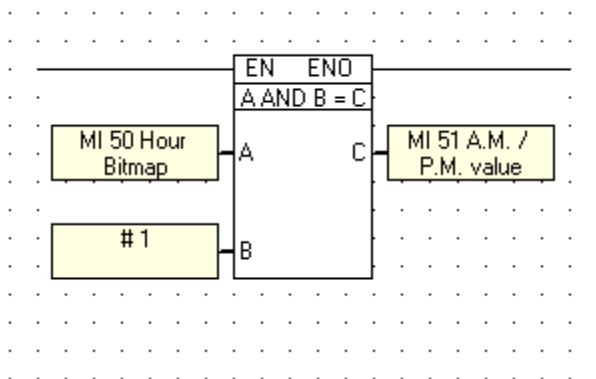 EN ENO
A AND B = C
MI 50 Hour
Bitmap
A
C
MI 51 A.M. /
P.M. value
# 1
B